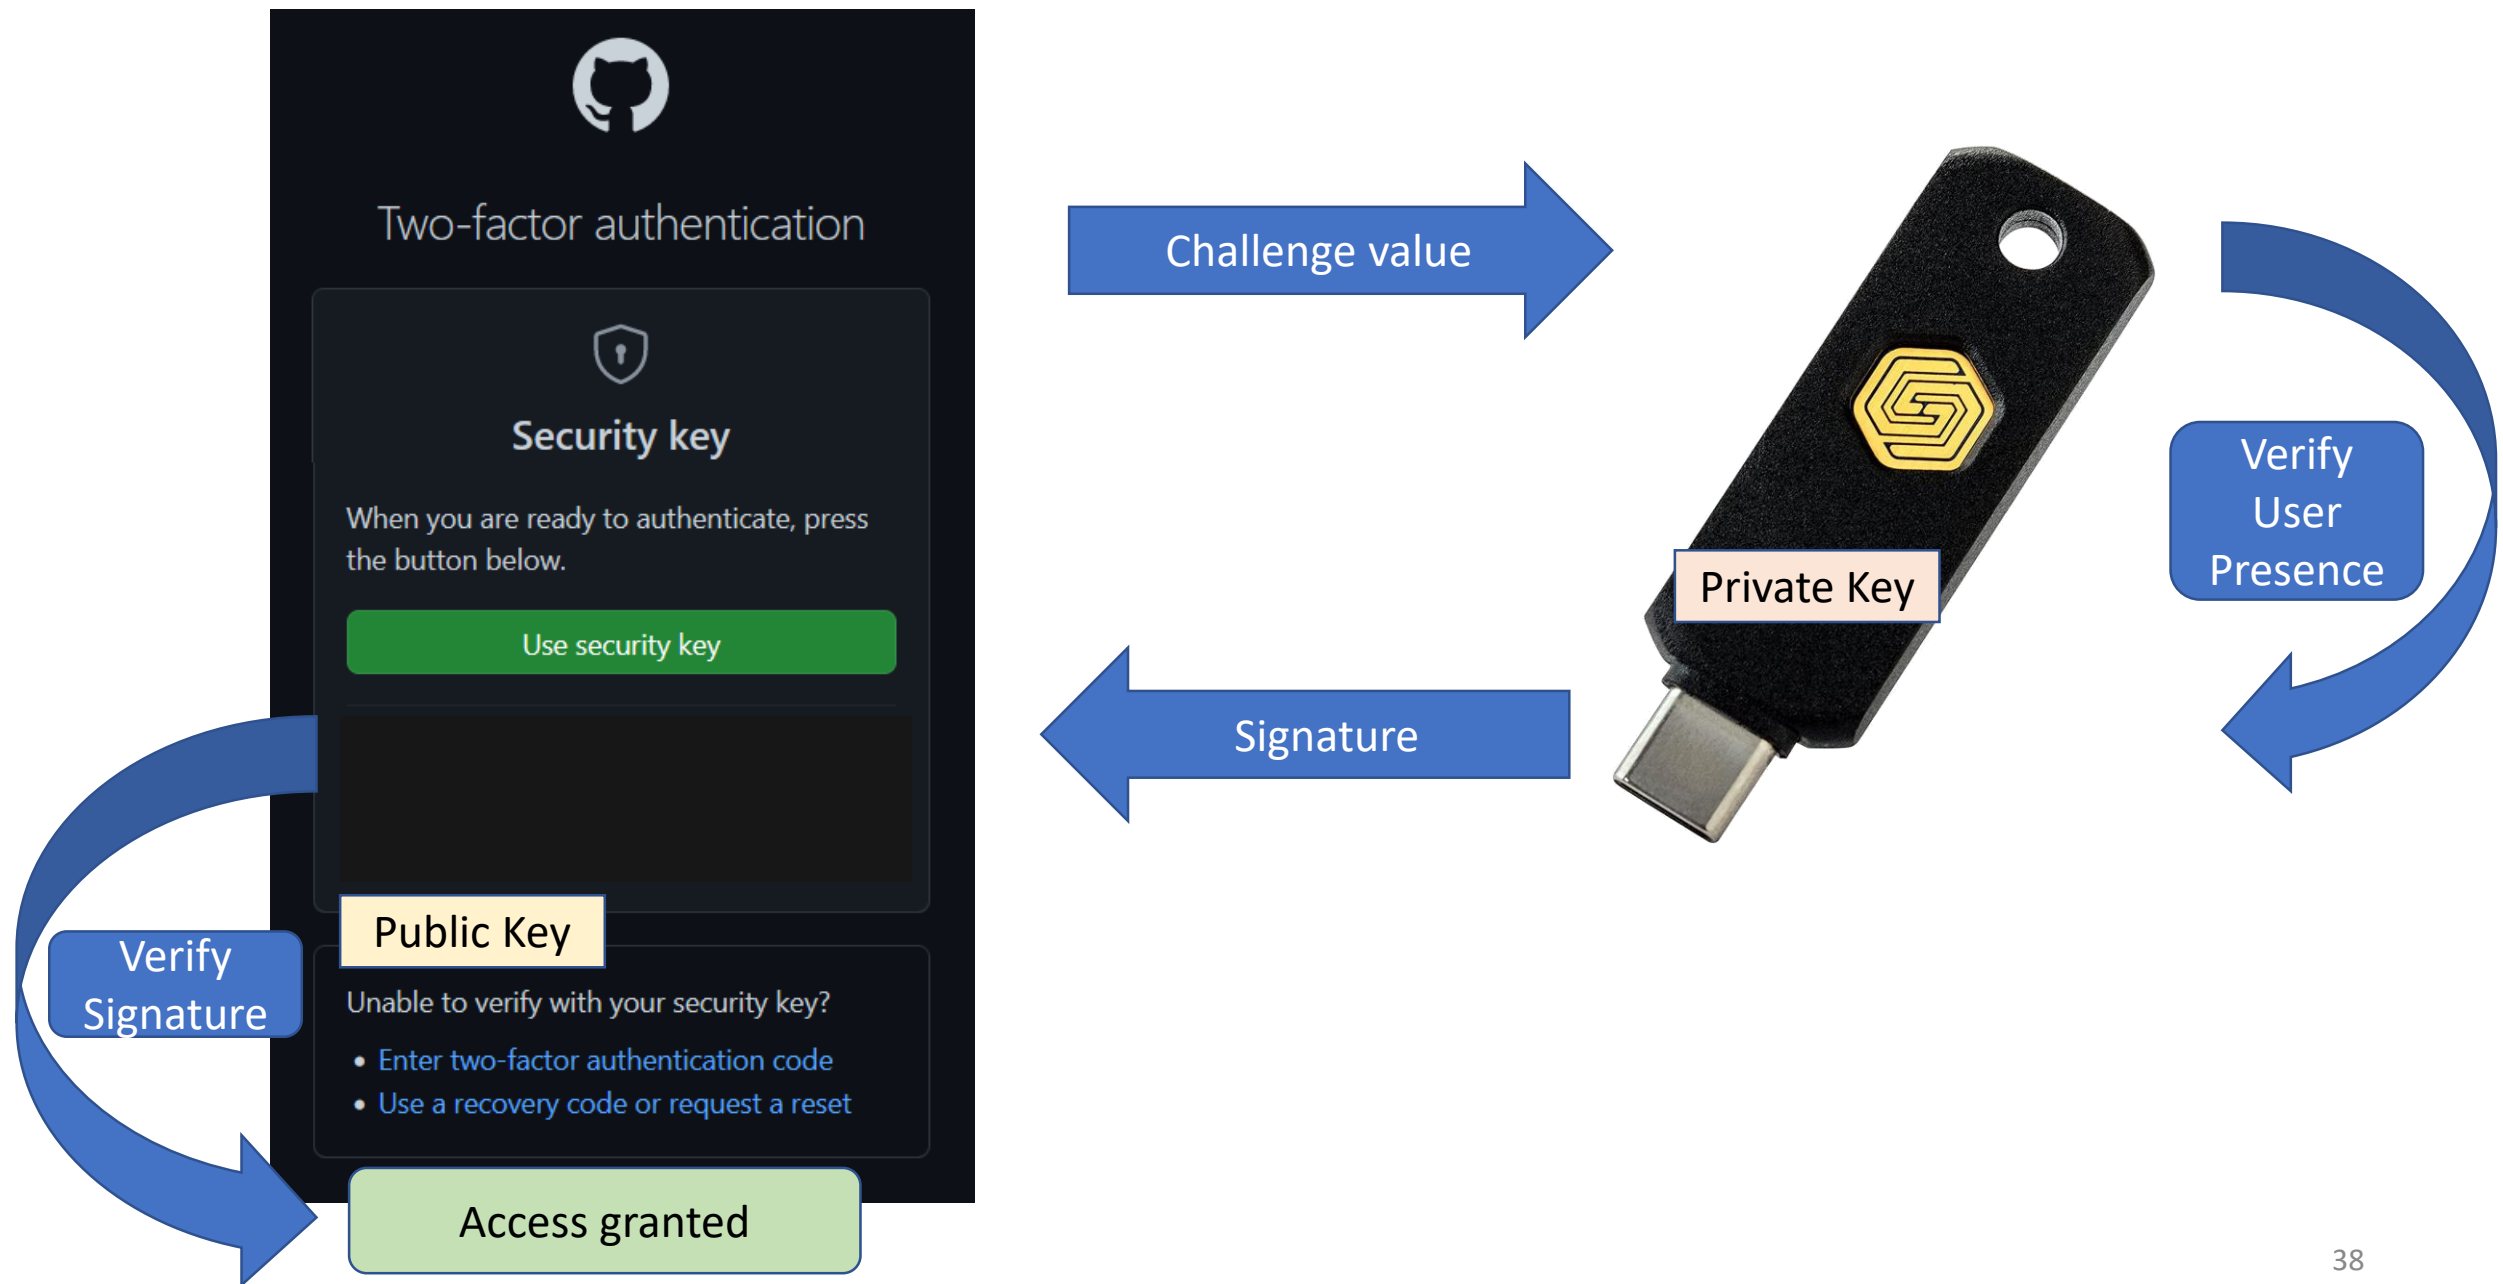 Two-factor authentication
Security key
When you are ready to authenticate, press
the button below.
Use security key
Public Key
Unable to verify with your security key?
• Enter two-factor authentication code
• Use a recovery code or request a reset
Access granted
Verify
Signature
Challenge value
Signature
Private Key
Verify
User
Presence
38